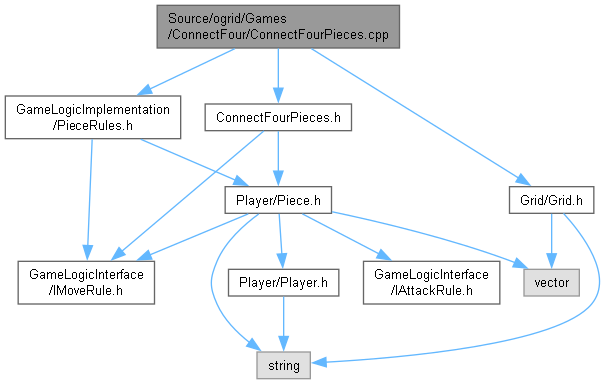 Source/ogrid/Games
/ConnectFour/ConnectFourPieces.cpp
GameLogicImplementation
/PieceRules.h
ConnectFourPieces.h
Player/Piece.h
Grid/Grid.h
GameLogicInterface
/IMoveRule.h
Player/Player.h
GameLogicInterface
/IAttackRule.h
vector
string